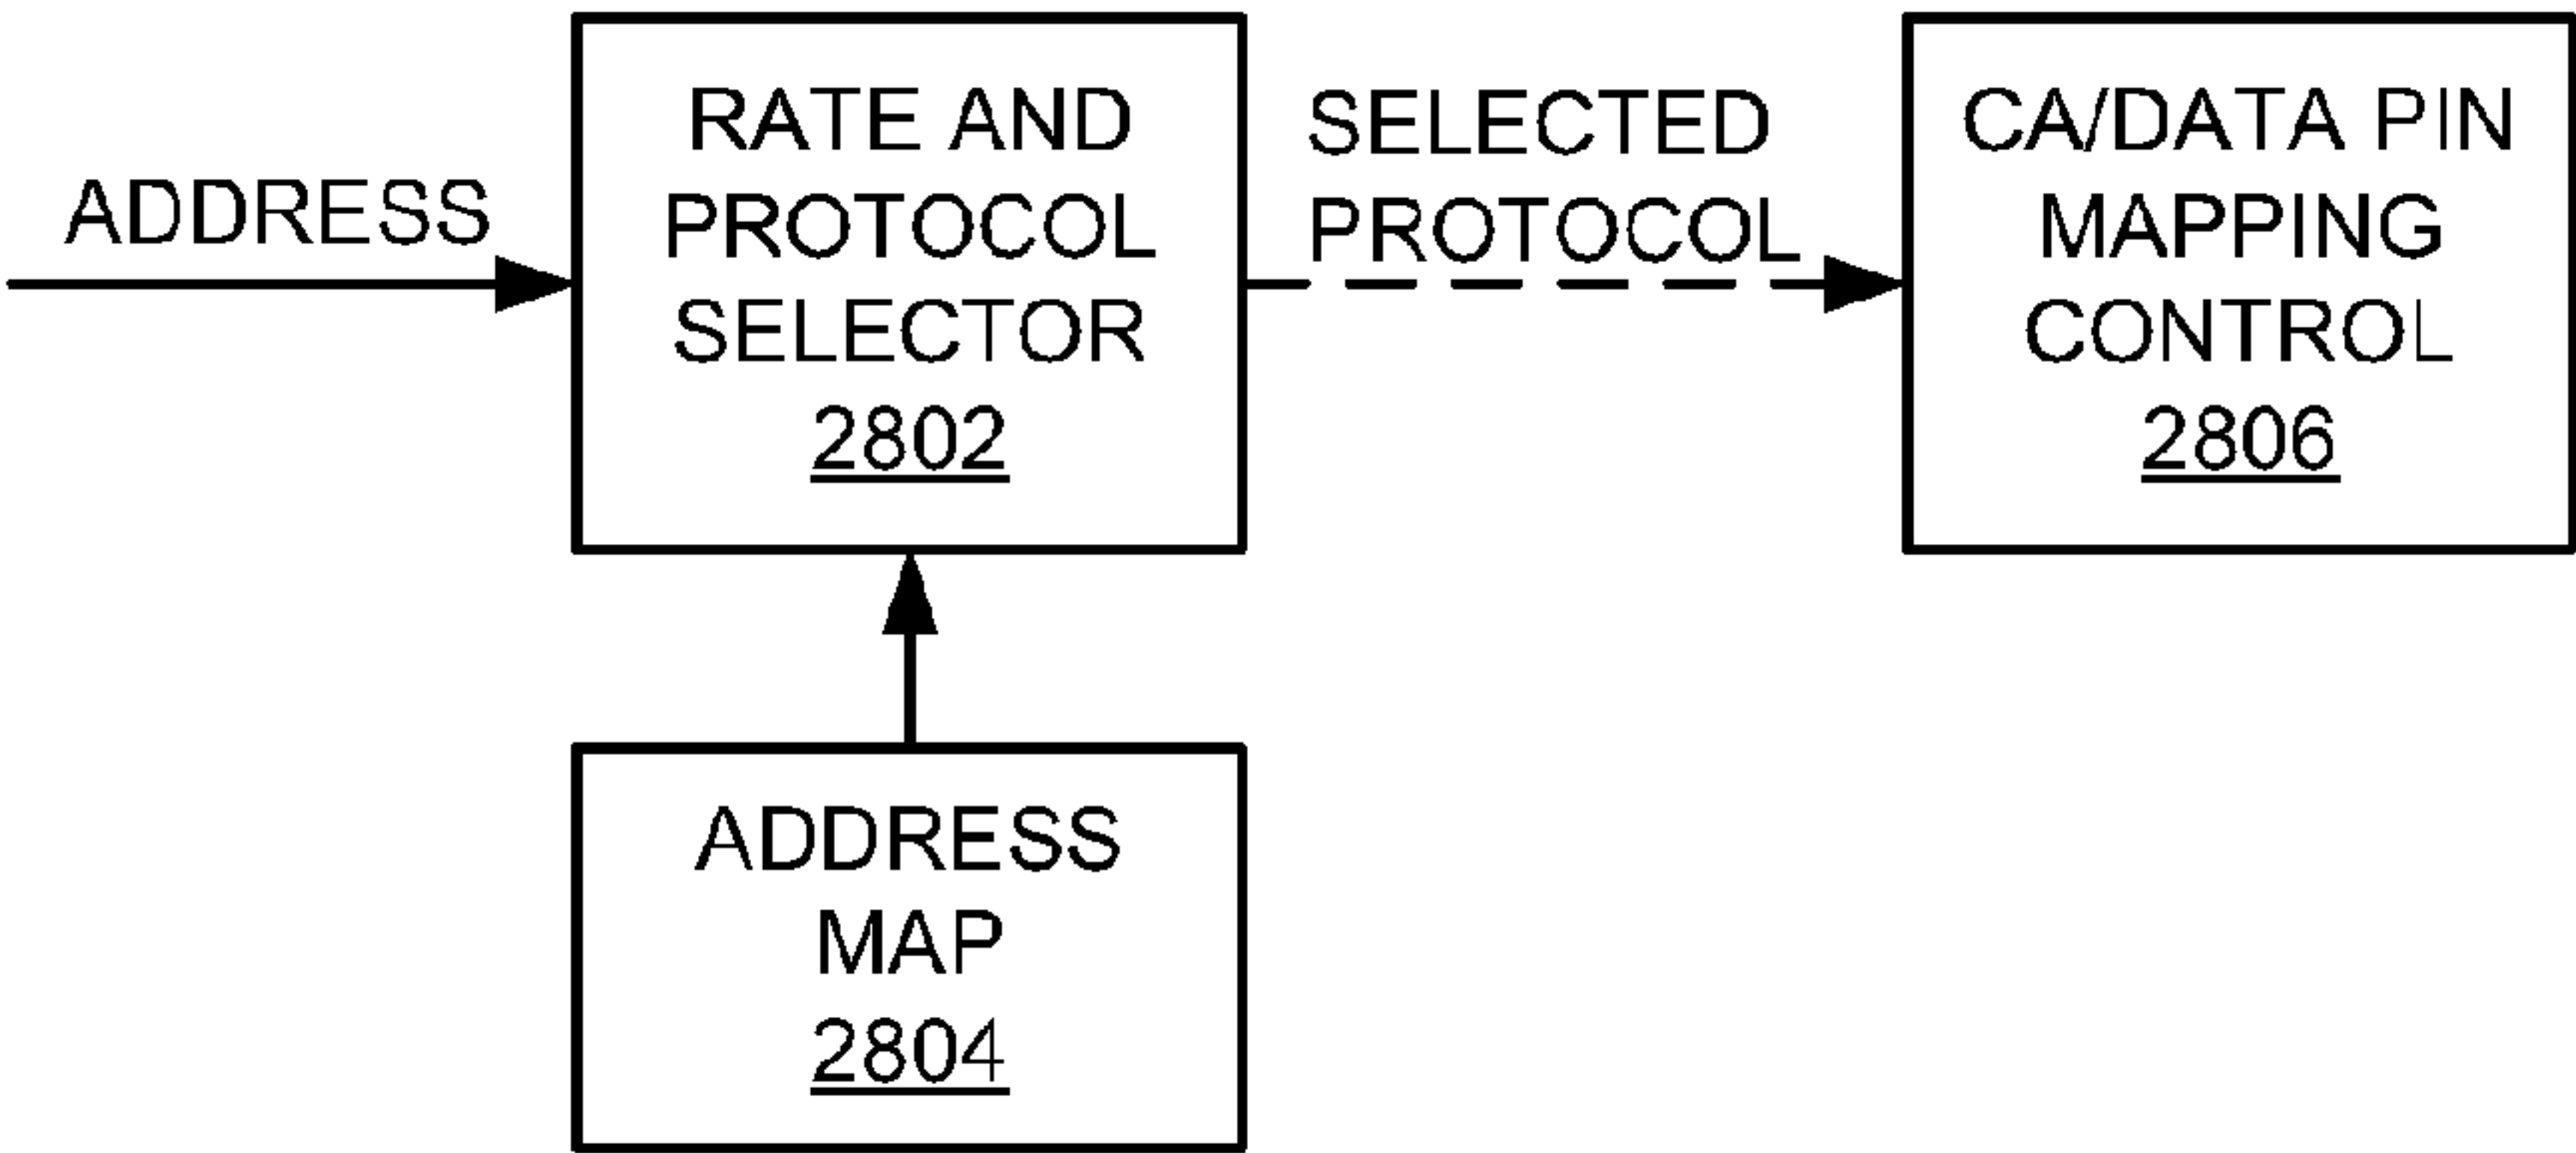 ADDRESS
RATE AND
PROTOCOL
SELECTOR
2802
SELECTED
PROTOCOL
CA/DATA PIN
MAPPING
CONTROL
2806
ADDRESS
MAP
2804